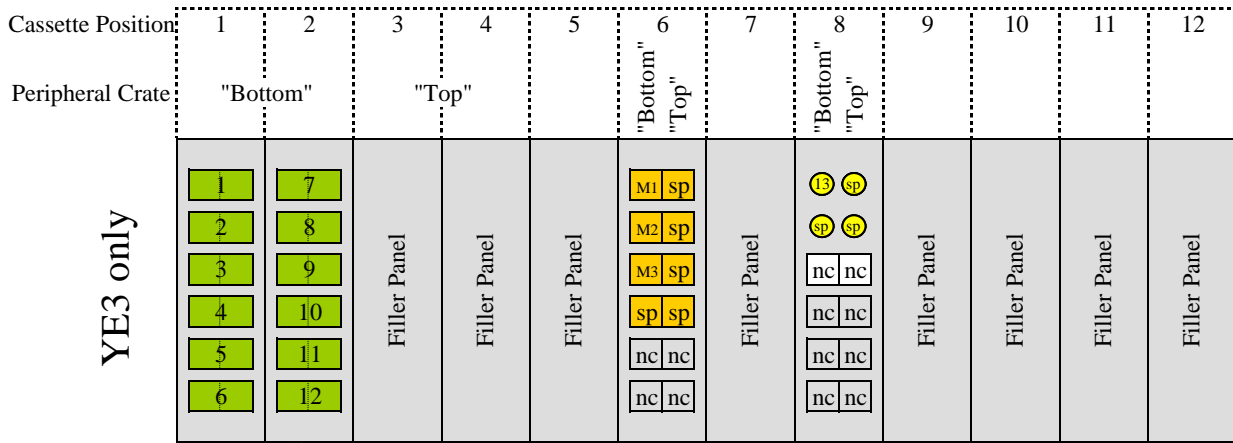 Cassette Position 1 2 3 4 5 6 7 8 9 10 11 12
Peripheral Crate "Bottom" "Top" "Bottom" "Top" "Bottom" "Top"
YE3 only
1 7 M1 sp 13 sp
2 8 M2 sp sp sp
3 9 M3 sp nc nc
4 10 sp sp nc nc
5 11 nc nc nc nc
6 12 nc nc nc nc
Filler Panel Filler Panel Filler Panel Filler Panel Filler Panel Filler Panel Filler Panel Filler Panel